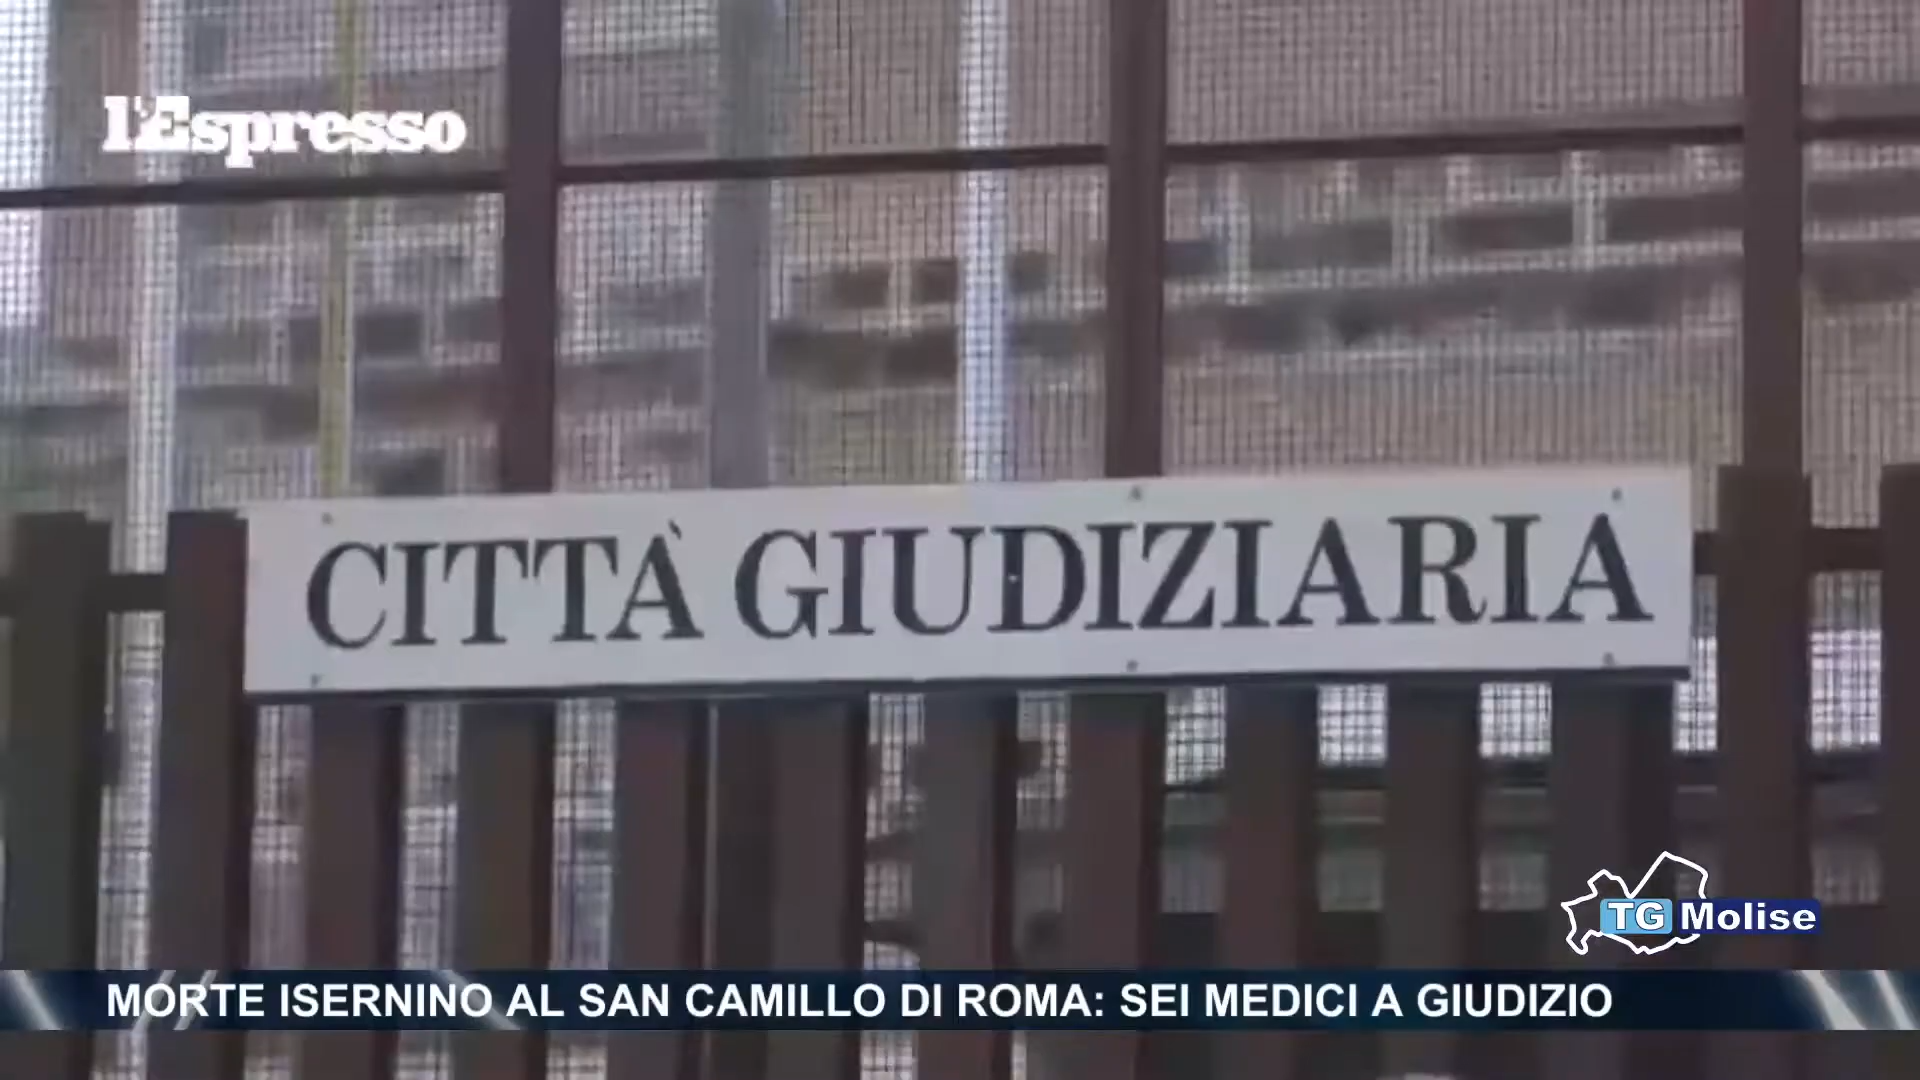 l'Espresso
CITTÀ GIUDIZIARIA
TG Molise
MORTE ISERNINO AL SAN CAMILLO DI ROMA: SEI MEDICI A GIUDIZIO